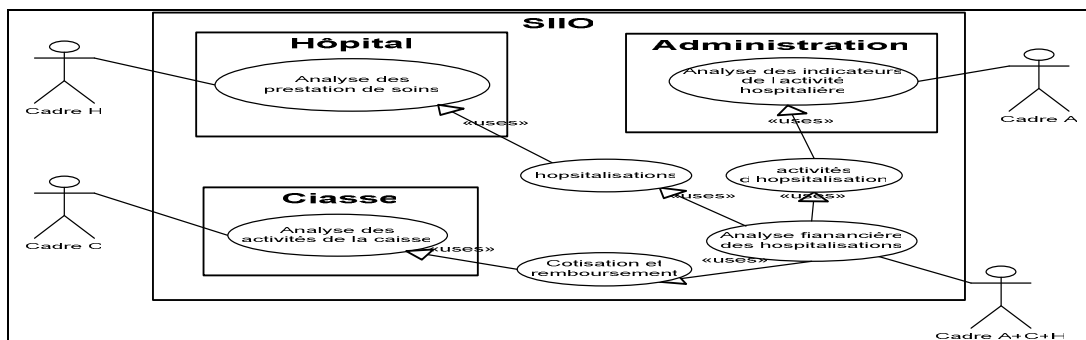 SIIO
Hôpital
Administration
Analyse des
prestation de soins
Analyse des indicateurs
de l'activité
hospitaliére
Cadre H
Cadre A
«uses»
«uses»
hopsitalisations
activités
d hopsitalisation
«uses»
«uses»
Ciasse
Analyse des
activités de la caisse
Cadre C
«uses»
Analyse fiananciére
des hospitalisations
Cotisation et
remboursement
«uses»
Cadre A+C+H